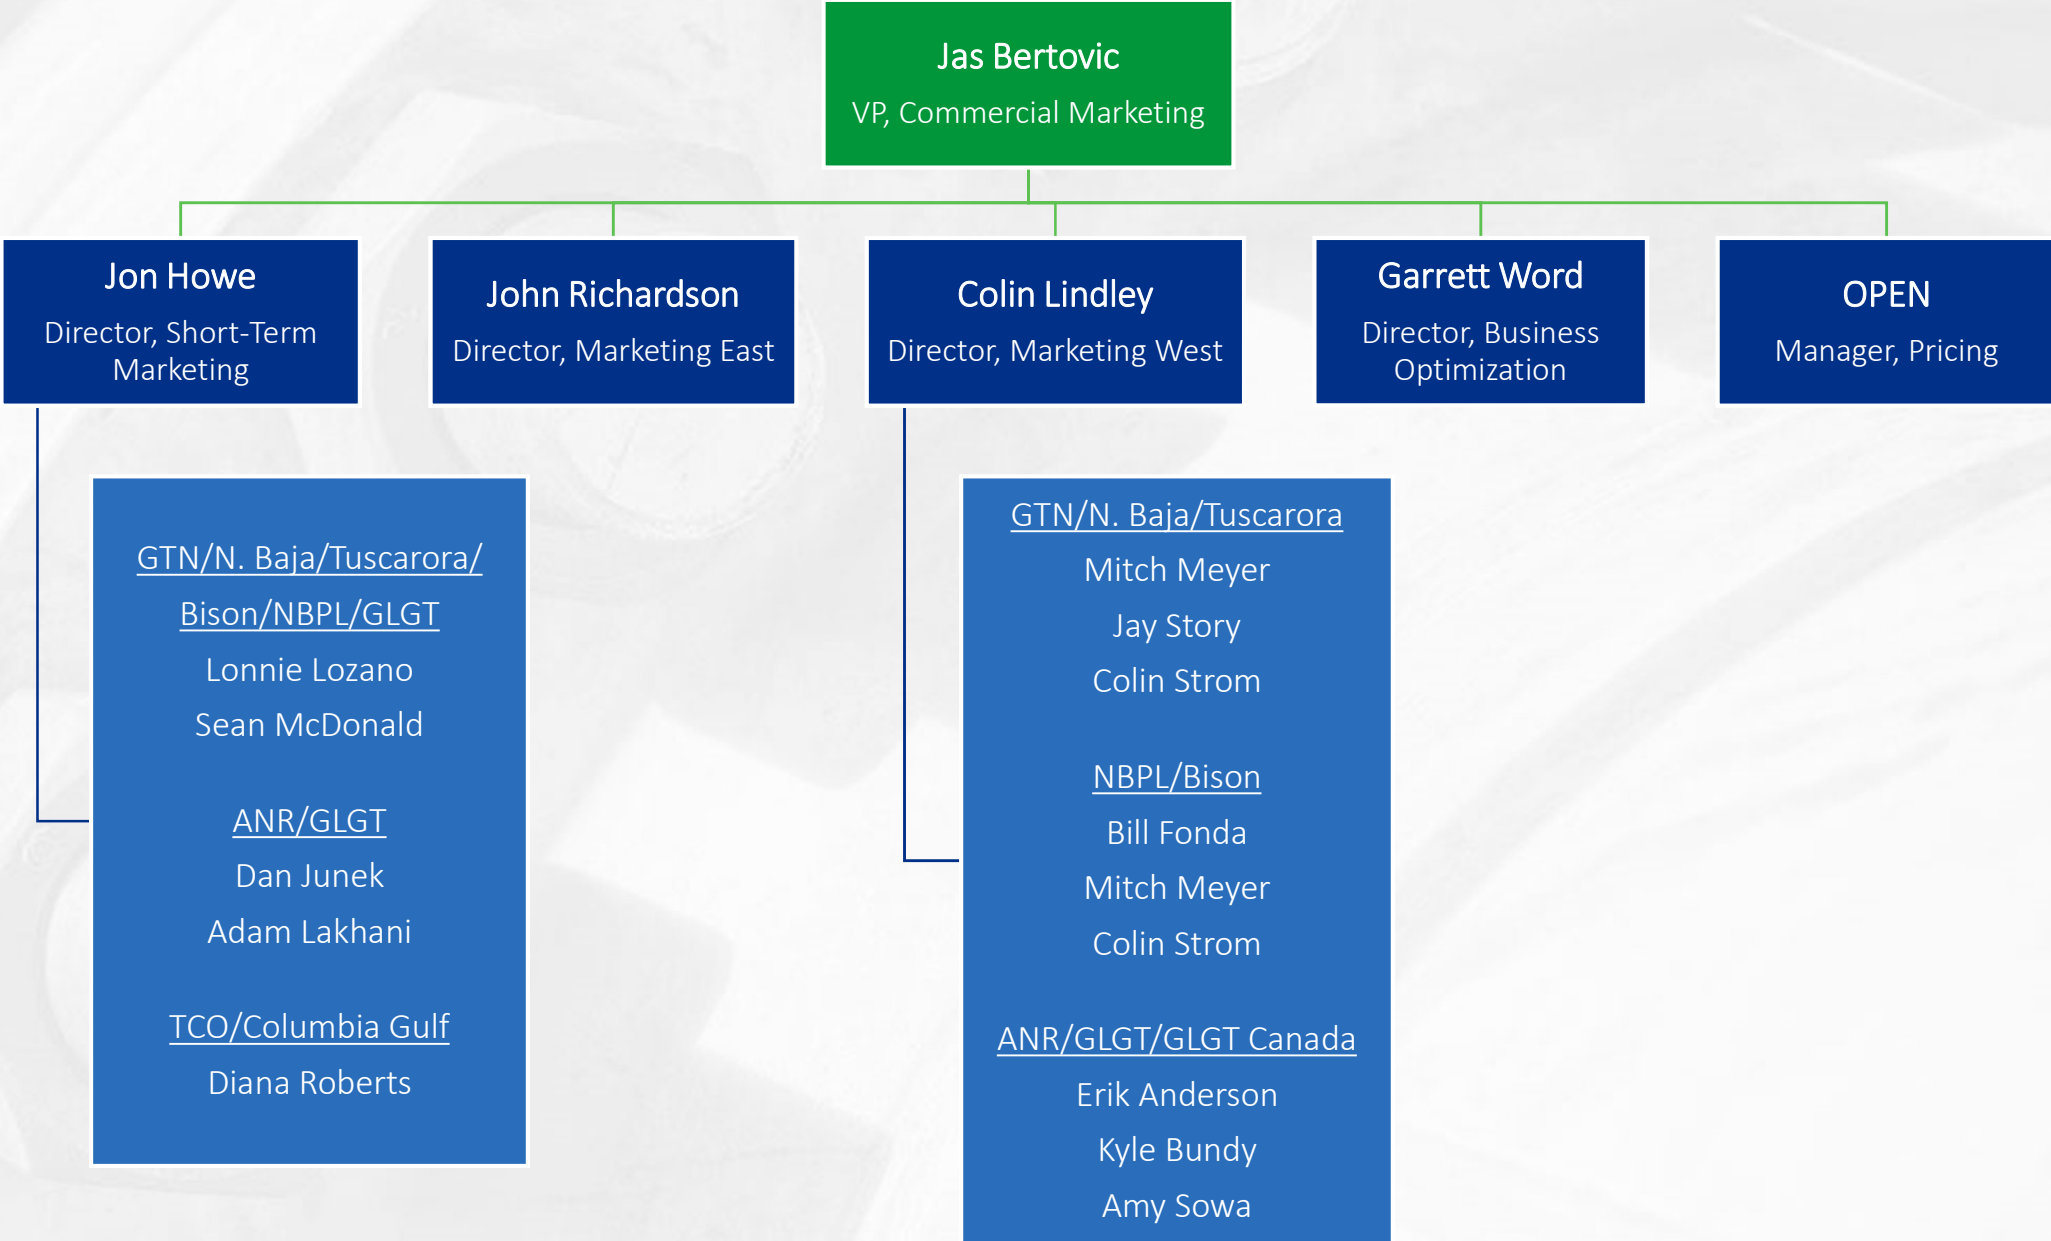 Jas Bertovic
VP, Commercial Marketing
Jon Howe
Director, Short-Term
Marketing
John Richardson
Director, Marketing East
Colin Lindley
Director, Marketing West
Garrett Word
Director, Business
Optimization
OPEN
Manager, Pricing
GTN/N. Baja/Tuscarora/
Bison/NBPL/GLGT
Lonnie Lozano
Sean McDonald
ANR/GLGT
Dan Junek
Adam Lakhani
TCO/Columbia Gulf
Diana Roberts
GTN/N. Baja/Tuscarora
Mitch Meyer
Jay Story
Colin Strom
NBPL/Bison
Bill Fonda
Mitch Meyer
Colin Strom
ANR/GLGT/GLGT Canada
Erik Anderson
Kyle Bundy
Amy Sowa